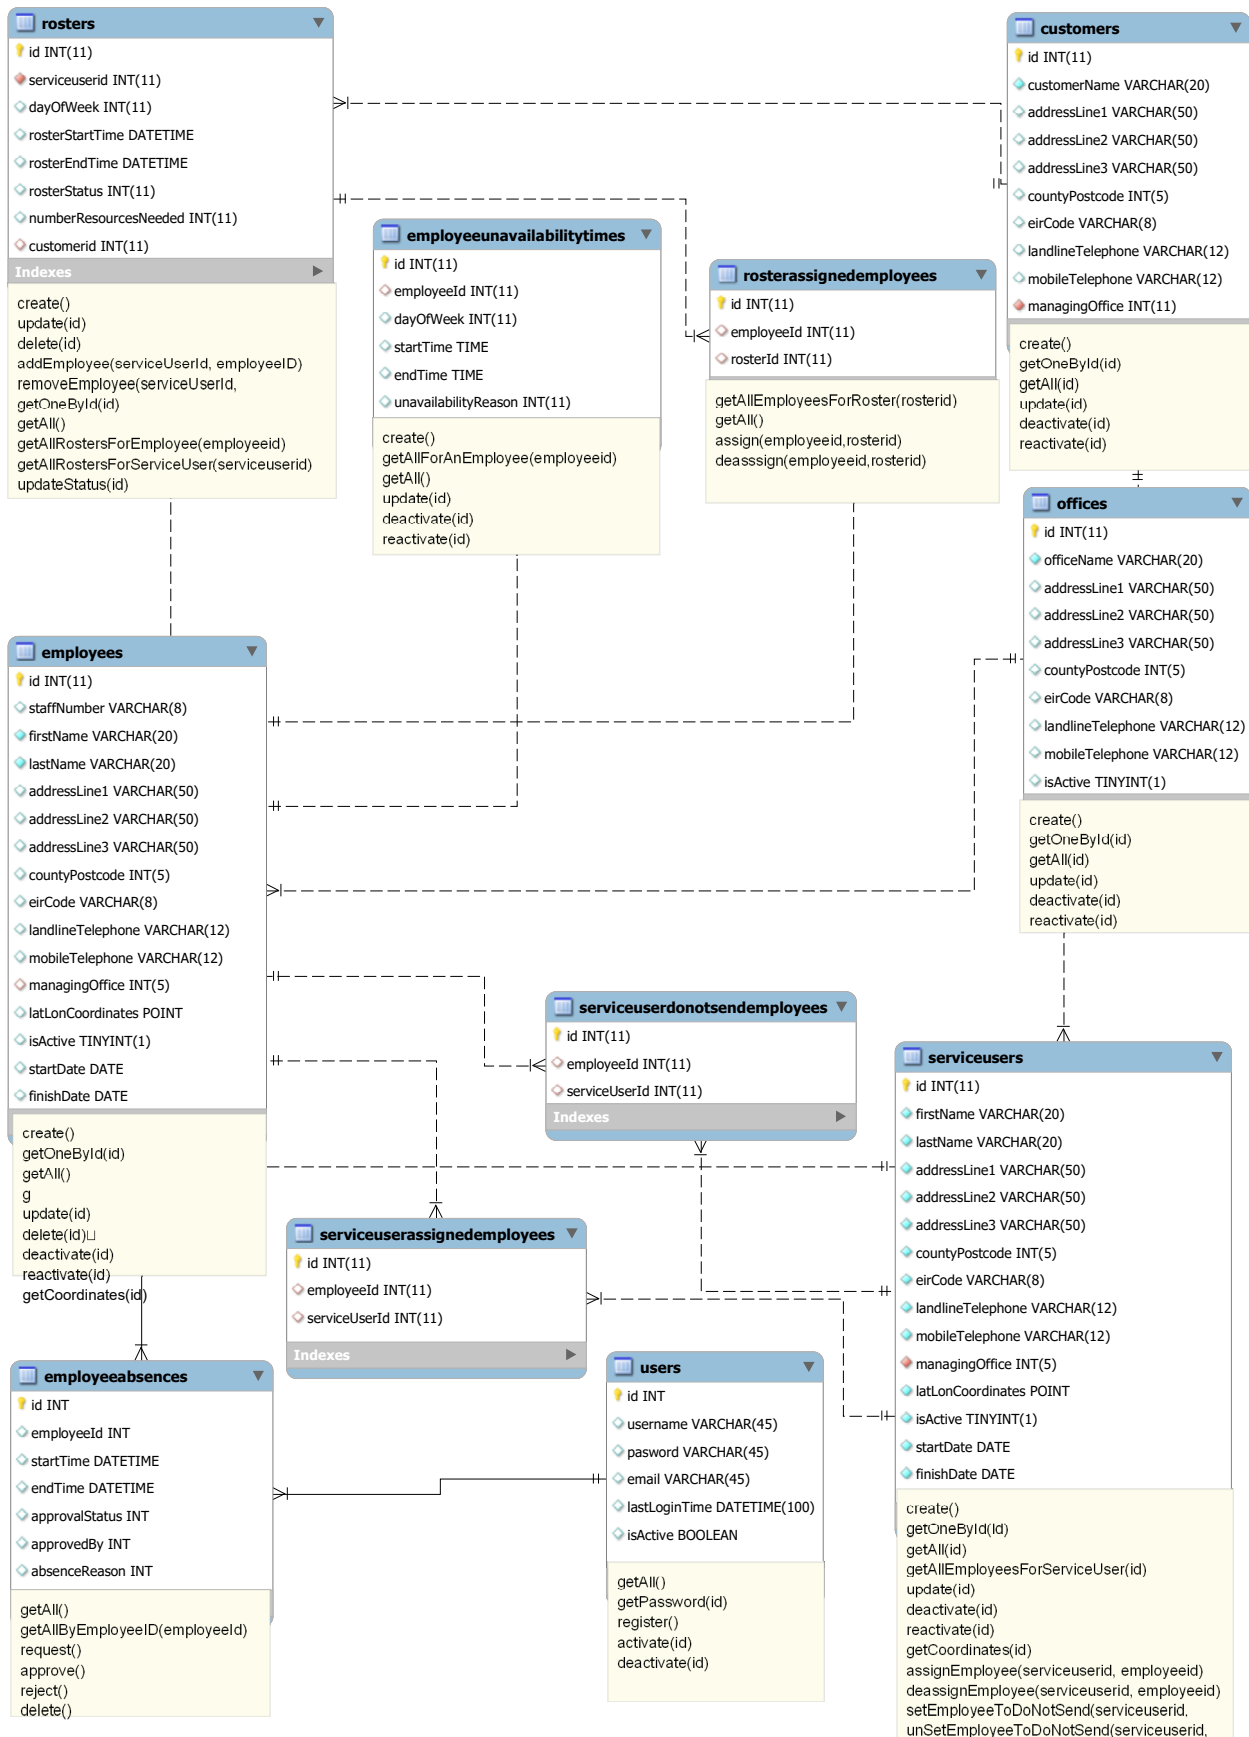 rosters
id INT(11)
serviceuserid INT(11)
dayOfWeek INT(11)
rosterStartTime DATETIME
rosterEndTime DATETIME
rosterStatus INT(11)
numberResourcesNeeded INT(11)
customerid INT(11)
Indexes
create()
update(id)
delete(id)
addEmployee(serviceUserId, employeeID)
removeEmployee(serviceUserId,
getOneById(id)
getAll()
getAllRostersForEmployee(employeeid)
getAllRostersForServiceUser(serviceuserid)
updateStatus(id)
employeeunavailabilitytimes
id INT(11)
employeeId INT(11)
dayOfWeek INT(11)
startTime TIME
endTime TIME
unavailabilityReason INT(11)
create()
getAllForAnEmployee(employeeid)
getAll()
update(id)
deactivate(id)
reactivate(id)
rosterassignedemployees
id INT(11)
employeeId INT(11)
rosterId INT(11)
getAllEmployeesForRoster(rosterid)
getAll()
assign(employeeid,rosterid)
deasssign(employeeid,rosterid)
customers
id INT(11)
customerName VARCHAR(20)
addressLine1 VARCHAR(50)
addressLine2 VARCHAR(50)
addressLine3 VARCHAR(50)
countyPostcode INT(5)
eirCode VARCHAR(8)
landlineTelephone VARCHAR(12)
mobileTelephone VARCHAR(12)
managingOffice INT(11)
create()
getOneById(id)
getAll(id)
update(id)
deactivate(id)
reactivate(id)
offices
id INT(11)
officeName VARCHAR(20)
addressLine1 VARCHAR(50)
addressLine2 VARCHAR(50)
addressLine3 VARCHAR(50)
countyPostcode INT(5)
eirCode VARCHAR(8)
landlineTelephone VARCHAR(12)
mobileTelephone VARCHAR(12)
isActive TINYINT(1)
create()
getOneById(id)
getAll(id)
update(id)
deactivate(id)
reactivate(id)
employees
id INT(11)
staffNumber VARCHAR(8)
firstName VARCHAR(20)
lastName VARCHAR(20)
addressLine1 VARCHAR(50)
addressLine2 VARCHAR(50)
addressLine3 VARCHAR(50)
countyPostcode INT(5)
eirCode VARCHAR(8)
landlineTelephone VARCHAR(12)
mobileTelephone VARCHAR(12)
managingOffice INT(5)
latLonCoordinates POINT
isActive TINYINT(1)
startDate DATE
finishDate DATE
create()
getOneById(id)
getAll()
g
update(id)
delete(id)□
deactivate(id)
reactivate(id)
getCoordinates(id)
serviceuserdonotsendemployees
id INT(11)
employeeId INT(11)
serviceUserId INT(11)
Indexes
serviceuserassignedemployees
id INT(11)
employeeId INT(11)
serviceUserId INT(11)
Indexes
serviceusers
id INT(11)
firstName VARCHAR(20)
lastName VARCHAR(20)
addressLine1 VARCHAR(50)
addressLine2 VARCHAR(50)
addressLine3 VARCHAR(50)
countyPostcode INT(5)
eirCode VARCHAR(8)
landlineTelephone VARCHAR(12)
mobileTelephone VARCHAR(12)
managingOffice INT(5)
latLonCoordinates POINT
isActive TINYINT(1)
startDate DATE
finishDate DATE
create()
getOneById(id)
getAll(id)
getAllEmployeesForServiceUser(id)
update(id)
deactivate(id)
reactivate(id)
getCoordinates(id)
assignEmployee(serviceuserid, employeeid)
deassignEmployee(serviceuserid, employeeid)
setEmployeeToDoNotSend(serviceuserid,
unSetEmployeeToDoNotSend(serviceuserid,
employeeabsences
id INT
employeeId INT
startTime DATETIME
endTime DATETIME
approvalStatus INT
approvedBy INT
absenceReason INT
getAll()
getAllByEmployeeID(employeeId)
request()
approve()
reject()
delete()
users
id INT
username VARCHAR(45)
pasword VARCHAR(45)
email VARCHAR(45)
lastLoginTime DATETIME(100)
isActive BOOLEAN
getAll()
getPassword(id)
register()
activate(id)
deactivate(id)